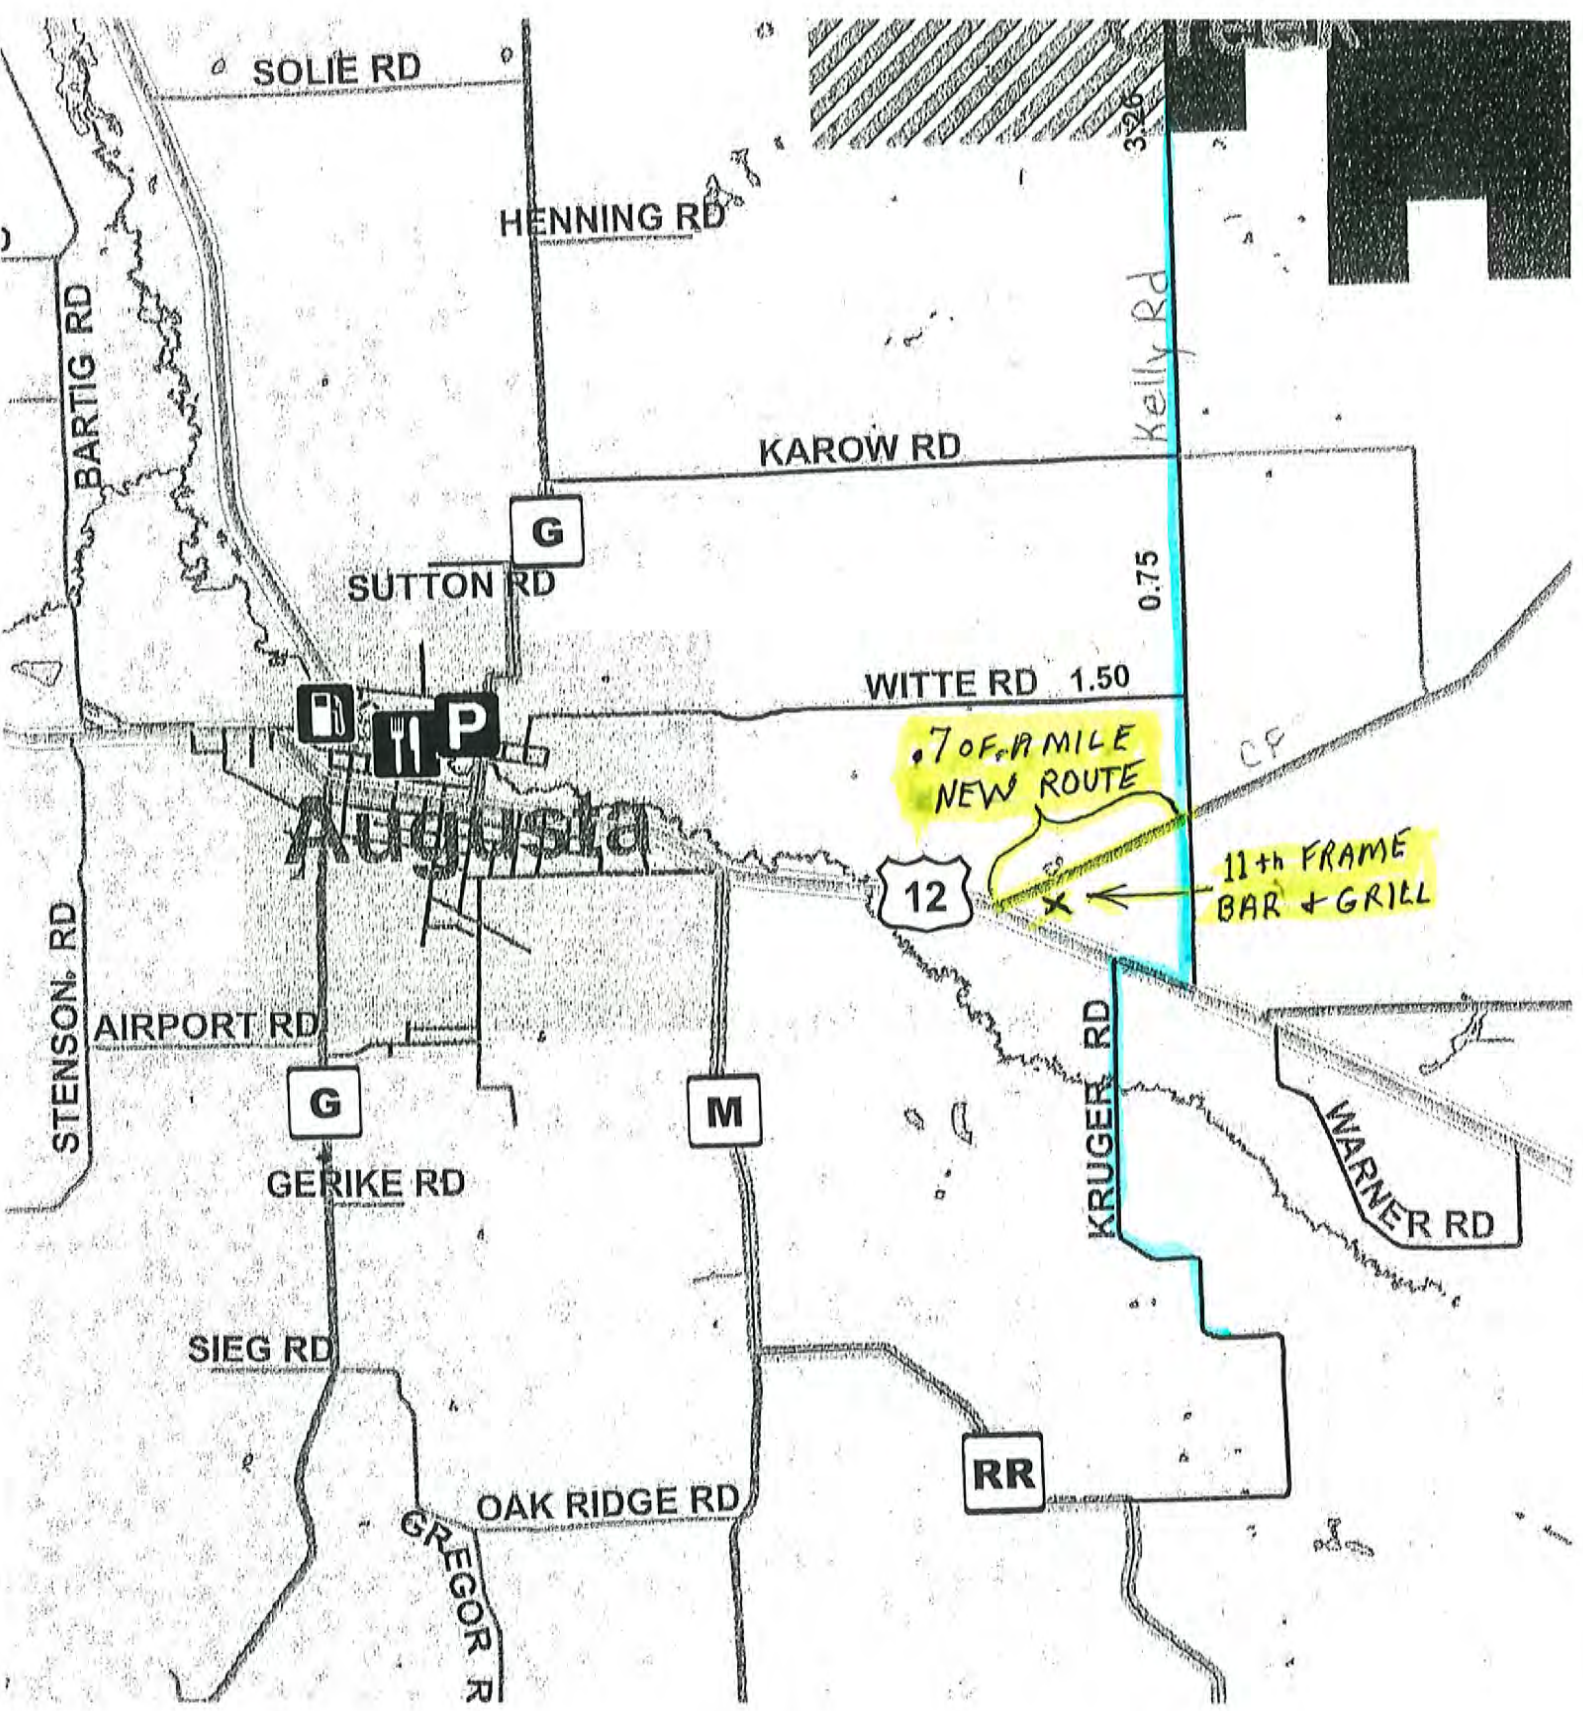 SOLIE RD
3.26
HENNING RD
BARTIG RD
Kelly Rd
KAROW RD
G
SUTTON RD
0.75
WITTE RD 1.50
P
.7 OF A MILE
NEW ROUTE
CF
Augusta
12
11th FRAME
BAR + GRILL
X
STENSON RD
AIRPORT RD
G
M
KRUGER RD
GERIKE RD
WARNER RD
SIEG RD
RR
OAK RIDGE RD
GREGOR R